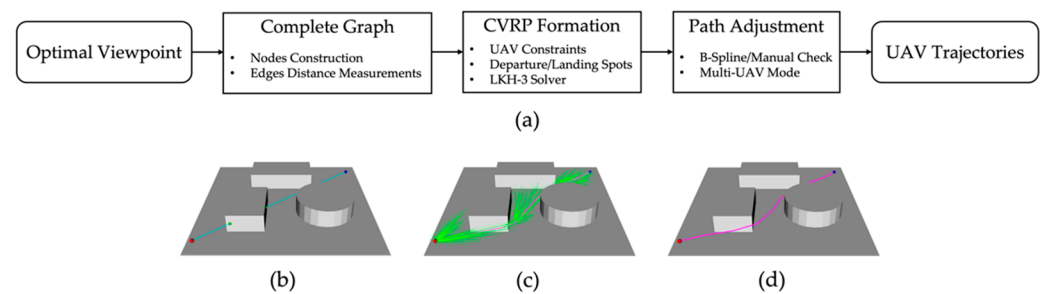 Optimal Viewpoint
Complete Graph
• Nodes Construction
• Edges Distance Measurements
CVRP Formation
• UAV Constraints
• Departure/Landing Spots
• LKH-3 Solver
Path Adjustment
• B-Spline/Manual Check
• Multi-UAV Mode
UAV Trajectories
(a)
(b)
(c)
(d)